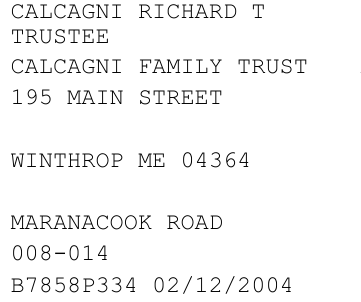 CALCAGNI RICHARD T
TRUSTEE
CALCAGNI FAMILY TRUST
195 MAIN STREET
WINTHROP ME 04364
MARANACOOK ROAD
008-014
B7858P334 02/12/2004